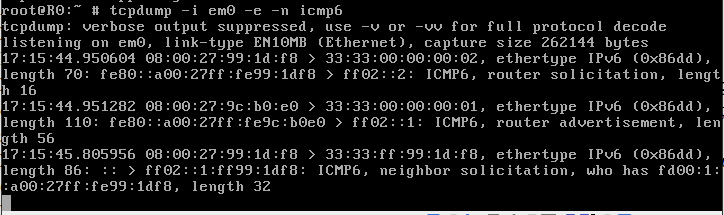 root@R0:~ # tcpdump -i em0 -e -n icmp6
tcpdump: verbose output suppressed, use -v or -vv for full protocol decode
listening on em0, link-type EN10MB (Ethernet), capture size 262144 bytes
17:15:44.950604 08:00:27:99:1d:f8 > 33:33:00:00:00:02, ethertype IPv6 (0x86dd),
length 70: fe80::a00:27ff:fe99:1df8 > ff02::2: ICMP6, router solicitation, lengt
h 16
17:15:44.951282 08:00:27:9c:b0:e0 > 33:33:00:00:00:01, ethertype IPv6 (0x86dd),
length 110: fe80::a00:27ff:fe9c:b0e0 > ff02::1: ICMP6, router advertisement, len
gth 56
17:15:45.805956 08:00:27:99:1d:f8 > 33:33:ff:99:1d:f8, ethertype IPv6 (0x86dd),
length 86: :: > ff02::1:ff99:1df8: ICMP6, neighbor solicitation, who has fd00:1:
:a00:27ff:fe99:1df8, length 32